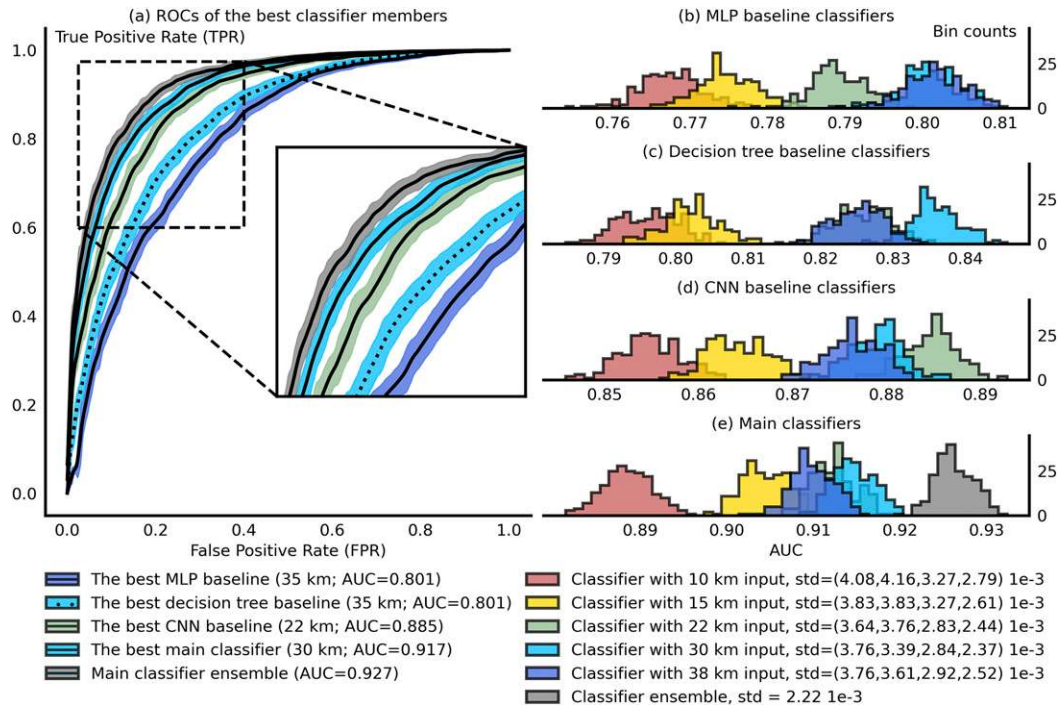 (a) ROCs of the best classifier members
True Positive Rate (TPR)
1.0
0.8
0.6
0.4
0.2
0.0
0.0 0.2 0.4 0.6 0.8 1.0
False Positive Rate (FPR)
(b) MLP baseline classifiers
Bin counts
25
0
0.76 0.77 0.78 0.79 0.80 0.81
(c) Decision tree baseline classifiers
25
0
0.79 0.80 0.81 0.82 0.83 0.84
(d) CNN baseline classifiers
25
0
0.85 0.86 0.87 0.88 0.89
(e) Main classifiers
25
0
0.89 0.90 0.91 0.92 0.93
AUC
The best MLP baseline (35 km; AUC=0.801)
The best decision tree baseline (35 km; AUC=0.801)
The best CNN baseline (22 km; AUC=0.885)
The best main classifier (30 km; AUC=0.917)
Main classifier ensemble (AUC=0.927)
Classifier with 10 km input, std=(4.08,4.16,3.27,2.79) 1e-3
Classifier with 15 km input, std=(3.83,3.83,3.27,2.61) 1e-3
Classifier with 22 km input, std=(3.64,3.76,2.83,2.44) 1e-3
Classifier with 30 km input, std=(3.76,3.39,2.84,2.37) 1e-3
Classifier with 38 km input, std=(3.76,3.61,2.92,2.52) 1e-3
Classifier ensemble, std = 2.22 1e-3